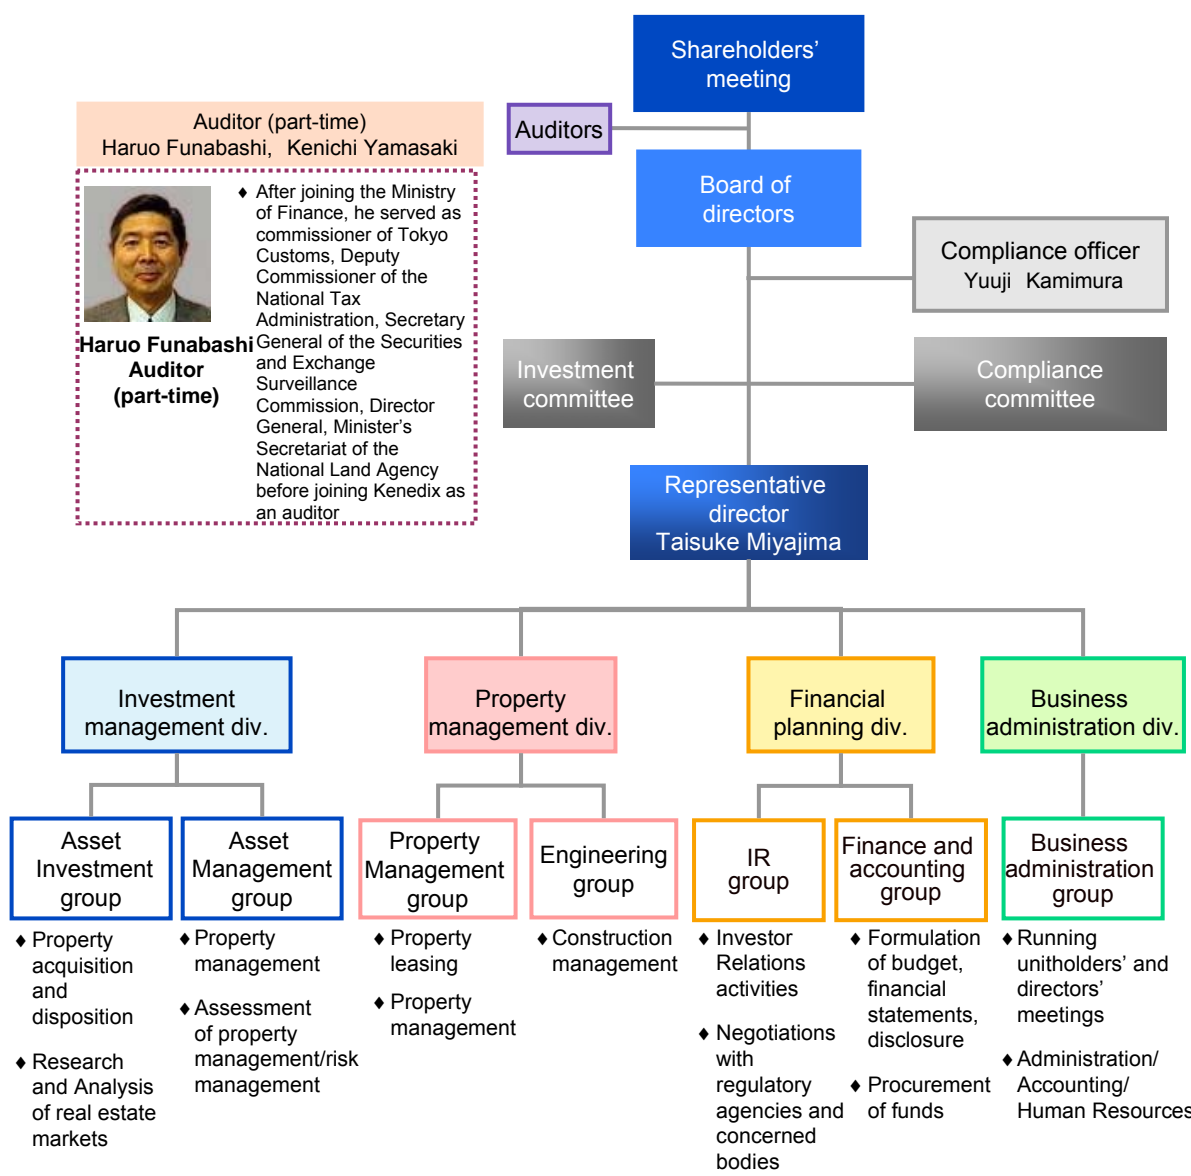 Shareholders’
meeting
Auditors
Auditor (part-time)
Haruo Funabashi,   Kenichi Yamasaki
Haruo Funabashi
Auditor
(part-time)
♦ After joining the Ministry
of Finance, he served as
commissioner of Tokyo
Customs, Deputy
Commissioner of the
National Tax
Administration, Secretary
General of the Securities
and Exchange
Surveillance
Commission, Director
General, Minister’s
Secretariat of the
National Land Agency
before joining Kenedix as
an auditor
Board of
directors
Compliance officer
Yuuji   Kamimura
Investment
committee
Compliance
committee
Representative
director
Taisuke Miyajima
Investment
management div.
Property
management div.
Financial
planning div.
Business
administration div.
Asset
Investment
group
Asset
Management
group
Property
Management
group
Engineering
group
IR
group
Finance and
accounting
group
Business
administration
group
♦ Property
acquisition
and
disposition
♦ Research
and Analysis
of real estate
markets
♦ Property
management
♦ Assessment
of property
management/risk
management
♦ Property
leasing
♦ Property
management
♦ Construction
management
♦ Investor
Relations
activities
♦ Negotiations
with
regulatory
agencies and
concerned
bodies
♦ Formulation
of budget,
financial
statements,
disclosure
♦ Procurement
of funds
♦ Running
unitholders’ and
directors’
meetings
♦ Administration/
Accounting/
Human Resources